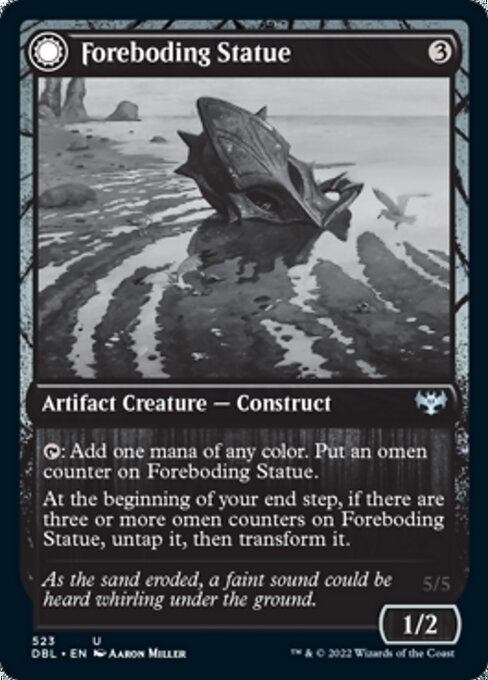 Foreboding Statue 3
Artifact Creature — Construct
: Add one mana of any color. Put an omen
counter on Foreboding Statue.
At the beginning of your end step, if there are
three or more omen counters on Foreboding
Statue, untap it, then transform it.
As the sand eroded, a faint sound could be
heard whirling under the ground.
5/5
1/2
523 U
DBL • EN Aaron Miller
™ & © 2022 Wizards of the Coast